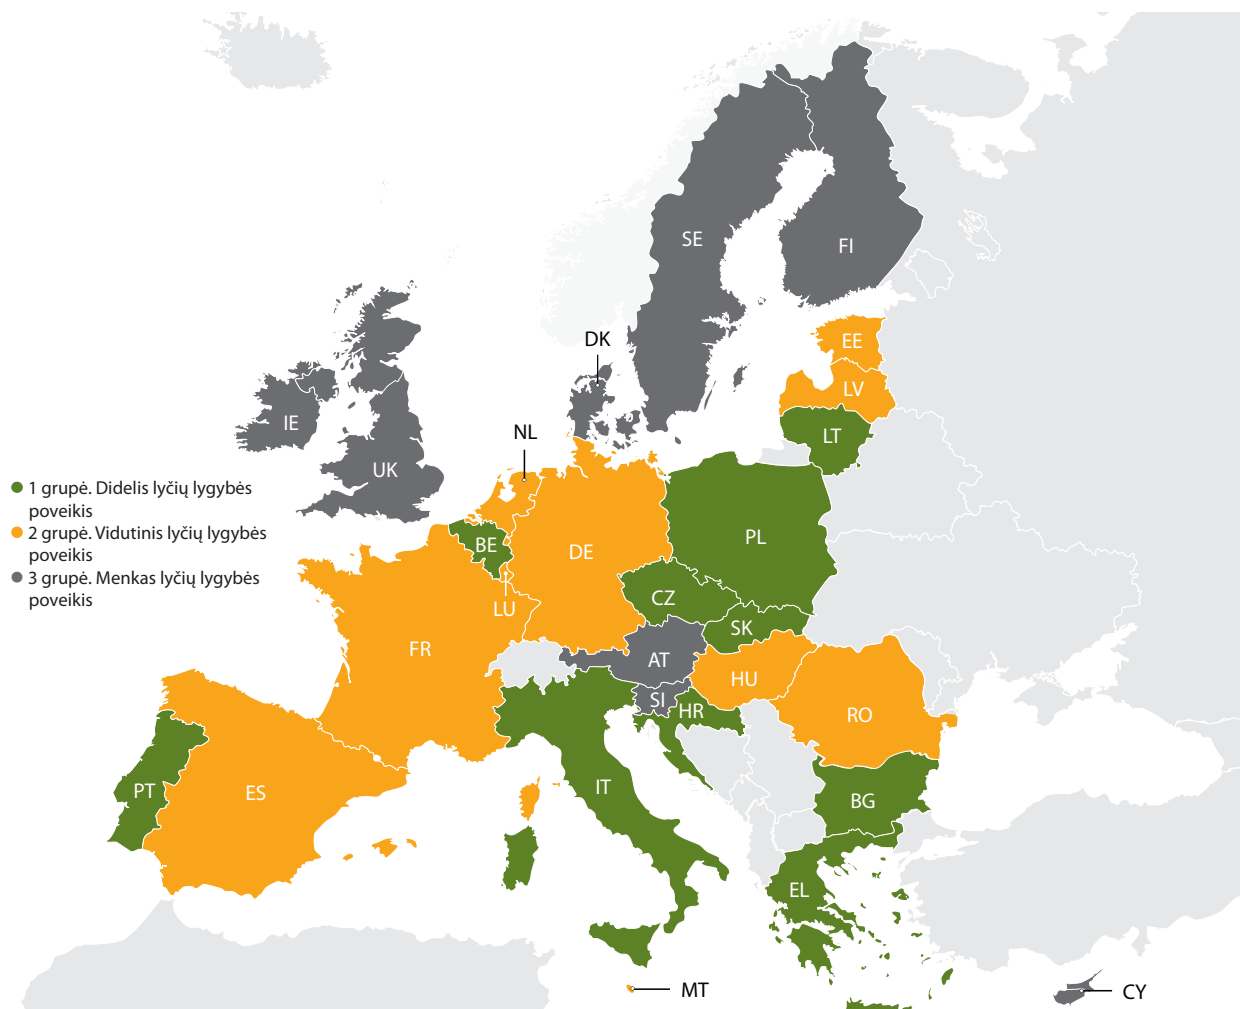 SE
FI
DK
EE
LV
LT
IE
NL
UK
1 grupė. Didelis lyčių lygybės
poveikis
2 grupė. Vidutinis lyčių lygybės
poveikis
3 grupė. Menkas lyčių lygybės
poveikis
BE
DE
PL
LU
CZ
SK
FR
AT
HU
SI
HR
RO
PT
ES
IT
BG
EL
MT
CY